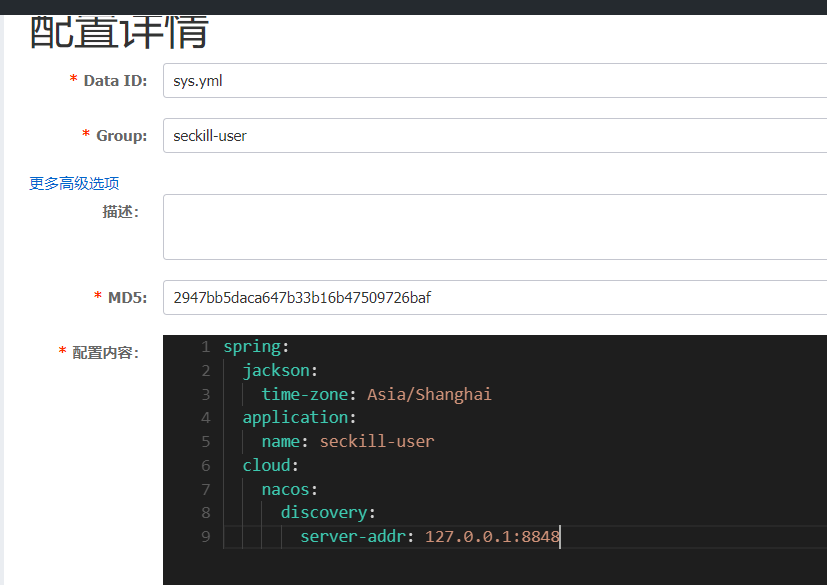 配置详情
* Data ID: sys.yml
* Group: seckill-user
更多高级选项
描述:
* MD5: 2947bb5daca647b33b16b47509726baf
* 配置内容:
1 spring:
2   jackson:
3     time-zone: Asia/Shanghai
4   application:
5     name: seckill-user
6   cloud:
7     nacos:
8       discovery:
9         server-addr: 127.0.0.1:8848